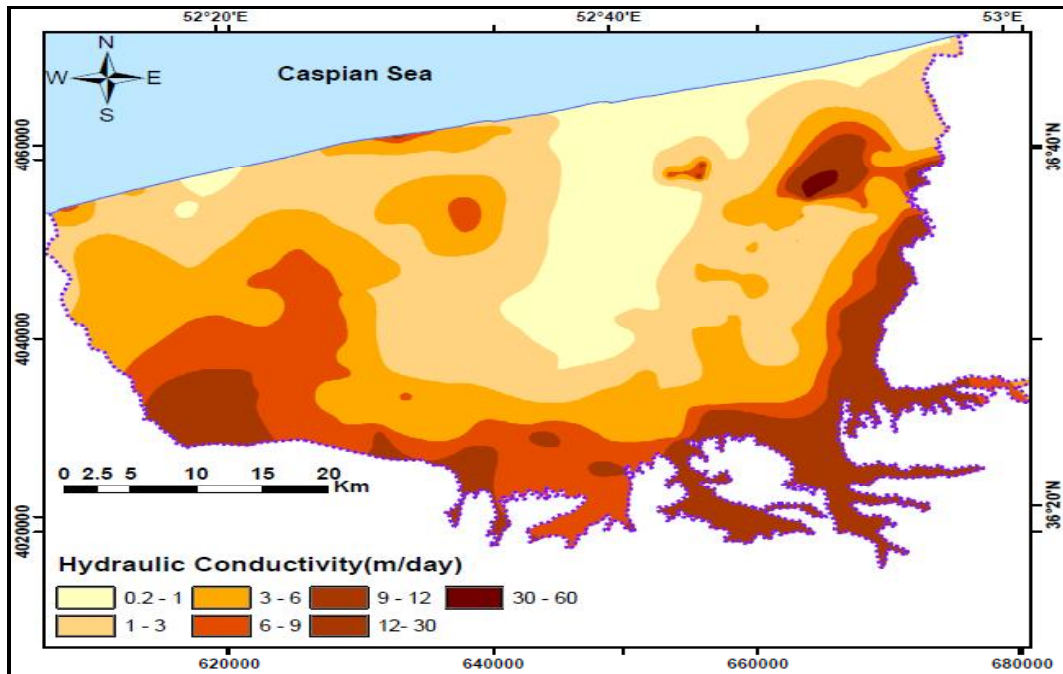 52°20'E 52°40'E 53°E
N
W E
S
Caspian Sea
4060000
36°40'N
4040000
0 2.5 5 10 15 20
Km
36°20'N
4020000
Hydraulic Conductivity(m/day)
0.2 - 1 3 - 6 9 - 12 30 - 60
1 - 3 6 - 9 12- 30
620000 640000 660000 680000